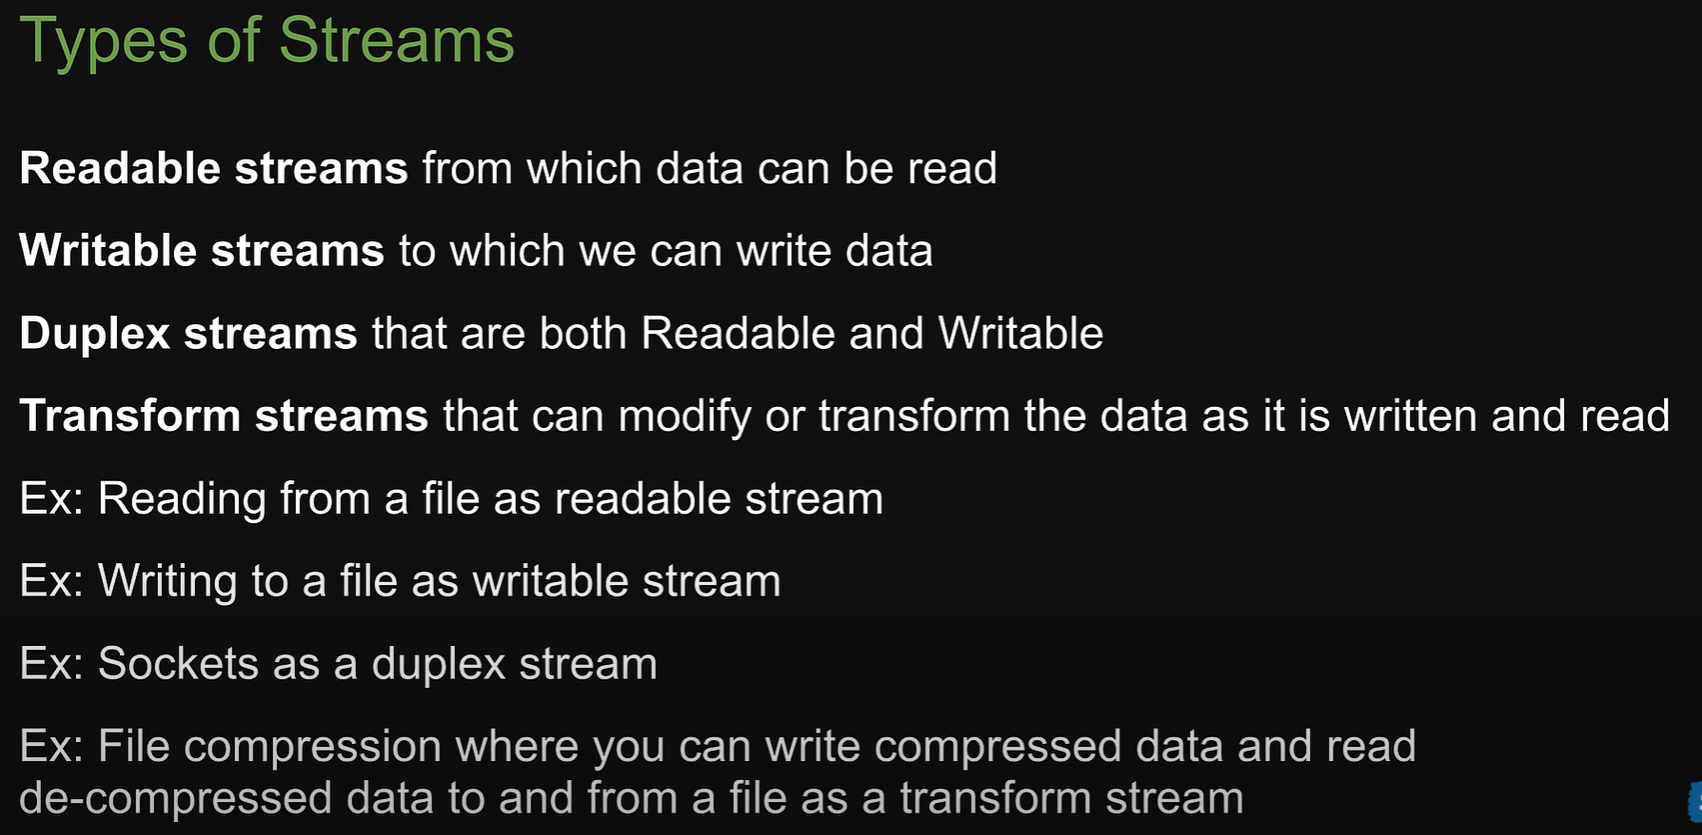 Types of Streams
Readable streams from which data can be read
Writable streams to which we can write data
Duplex streams that are both Readable and Writable
Transform streams that can modify or transform the data as it is written and read
Ex: Reading from a file as readable stream
Ex: Writing to a file as writable stream
Ex: Sockets as a duplex stream
Ex: File compression where you can write compressed data and read
de-compressed data to and from a file as a transform stream